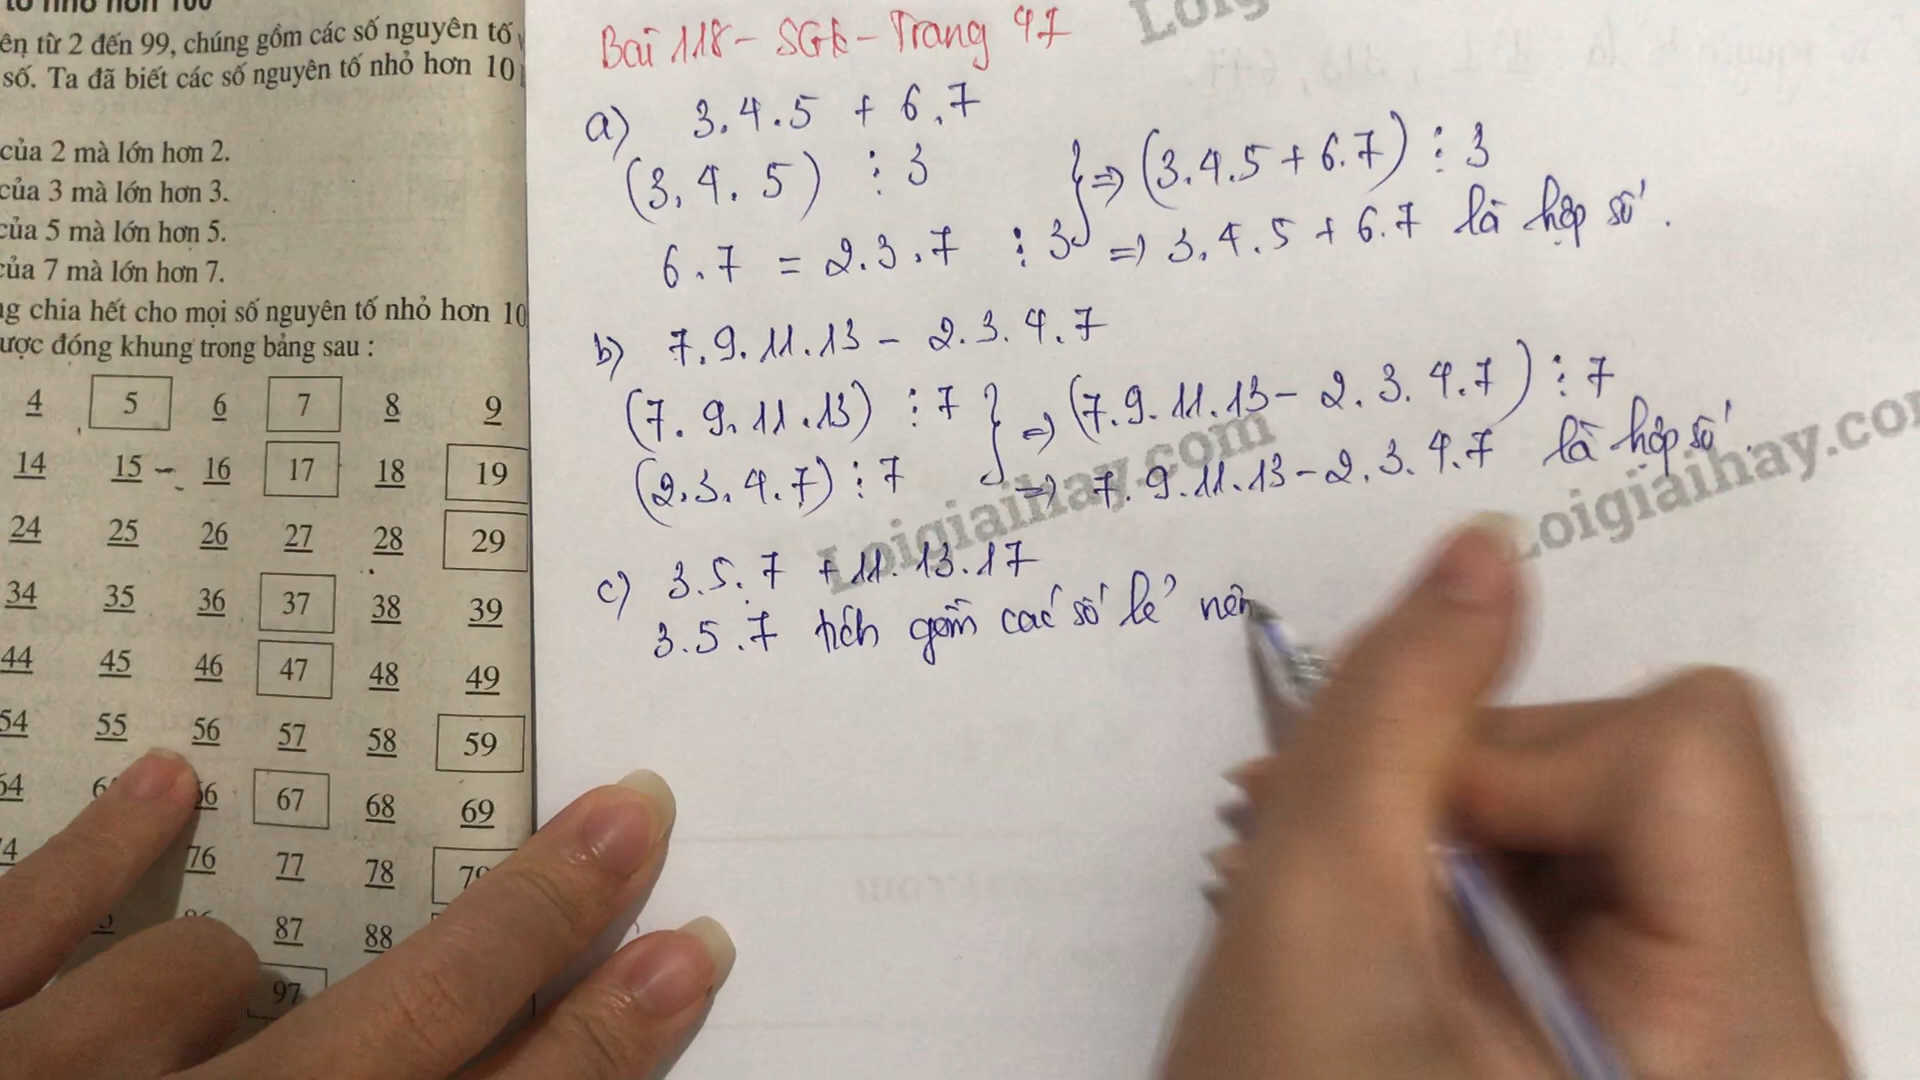 tố nhỏ hơn 100
ên từ 2 đến 99, chúng gồm các số nguyên tố
số. Ta đã biết các số nguyên tố nhỏ hơn 10
của 2 mà lớn hơn 2.
của 3 mà lớn hơn 3.
của 5 mà lớn hơn 5.
của 7 mà lớn hơn 7.
ng chia hết cho mọi số nguyên tố nhỏ hơn 10
ược đóng khung trong bảng sau :
4 5 6 7 8 9
14 15 16 17 18 19
24 25 26 27 28 29
34 35 36 37 38 39
44 45 46 47 48 49
54 55 56 57 58 59
64 66 67 68 69
76 77 78 79
87 88
97
Bài 118 - SGK - Trang 47
a) 3.4.5 + 6.7
(3.4.5) ⋮ 3 } => (3.4.5 + 6.7) ⋮ 3
6.7 = 2.3.7 ⋮ 3 => 3.4.5 + 6.7 là hợp số.
b) 7.9.11.13 - 2.3.4.7
(7.9.11.13) ⋮ 7 } => (7.9.11.13 - 2.3.4.7) ⋮ 7
(2.3.4.7) ⋮ 7 => 7.9.11.13 - 2.3.4.7 là hợp số.
c) 3.5.7 + 11.13.17
3.5.7 tích gồm các số lẻ nên
Loigiaihay.com
Loigiaihay.com